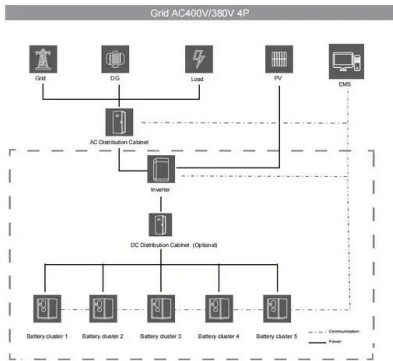 Grid AC400V/380V 4P
Grid
DG
Load
PV
EMS
AC Distribution Cabinet
Inverter
DC Distribution Cabinet (Optional)
Battery cluster 1
Battery cluster 2
Battery cluster 3
Battery cluster 4
Battery cluster 5
Communication
Power